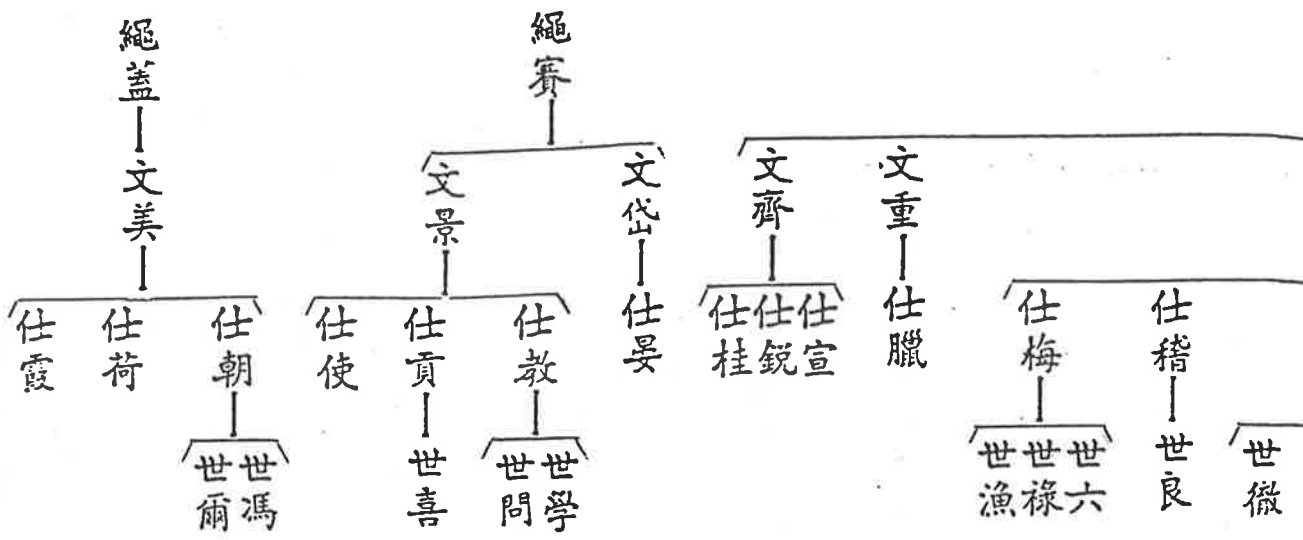 繩賽
繩蓋
文重
文齊
文岱
文景
文美
仕稽
仕梅
仕臘
仕宣
仕銳
仕桂
仕晏
仕教
仕貢
仕使
仕朝
仕荷
仕霞
世徹
世良
世六
世祿
世漁
世學
世問
世喜
世馮
世爾